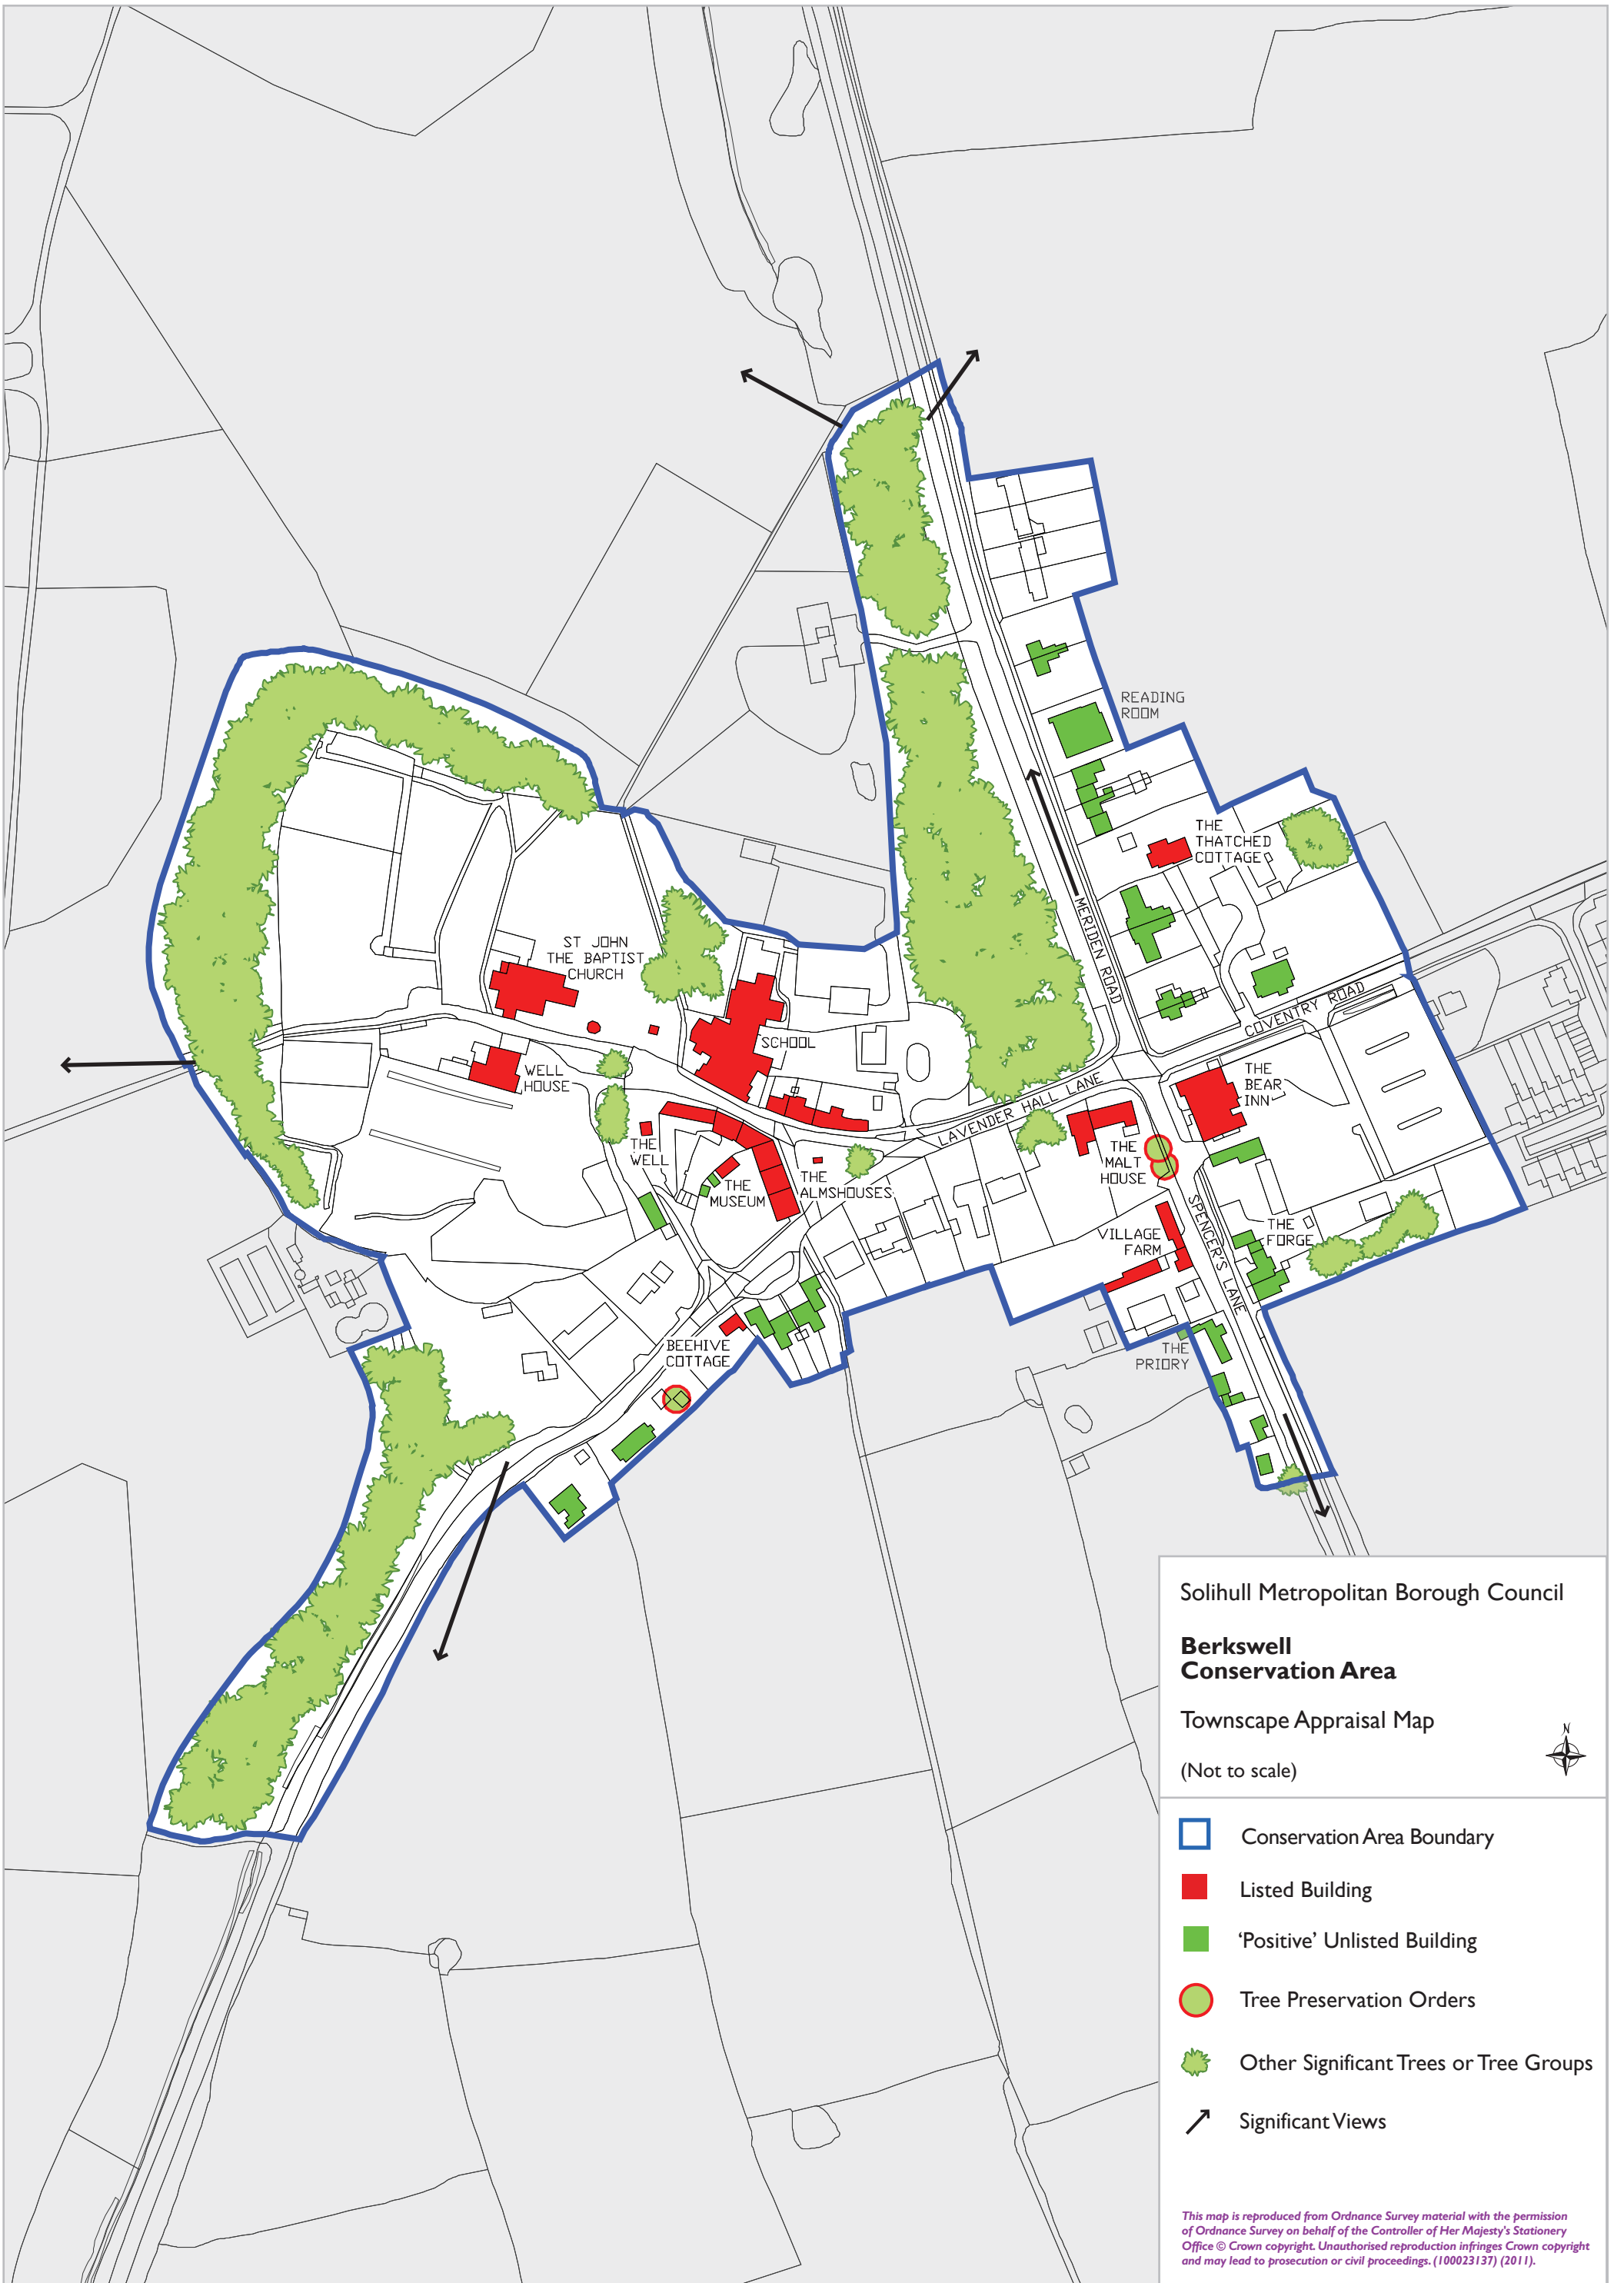 READING
ROOM
THE
THATCHED
COTTAGE
MERIDEN ROAD
ST JOHN
THE BAPTIST
CHURCH
COVENTRY ROAD
SCHOOL
WELL
HOUSE
THE
BEAR
INN
LAVENDER HALL LANE
THE
WELL
THE
MALT
HOUSE
THE
MUSEUM
THE
ALMSHOUSES
SPENCER'S LANE
VILLAGE
FARM
THE
FORGE
BEEHIVE
COTTAGE
THE
PRIORY
Solihull Metropolitan Borough Council
Berkswell
Conservation Area
Townscape Appraisal Map
(Not to scale)
N
Conservation Area Boundary
Listed Building
‘Positive’ Unlisted Building
Tree Preservation Orders
Other Significant Trees or Tree Groups
Significant Views
This map is reproduced from Ordnance Survey material with the permission
of Ordnance Survey on behalf of the Controller of Her Majesty's Stationery
Office © Crown copyright. Unauthorised reproduction infringes Crown copyright
and may lead to prosecution or civil proceedings. (100023137) (2011).